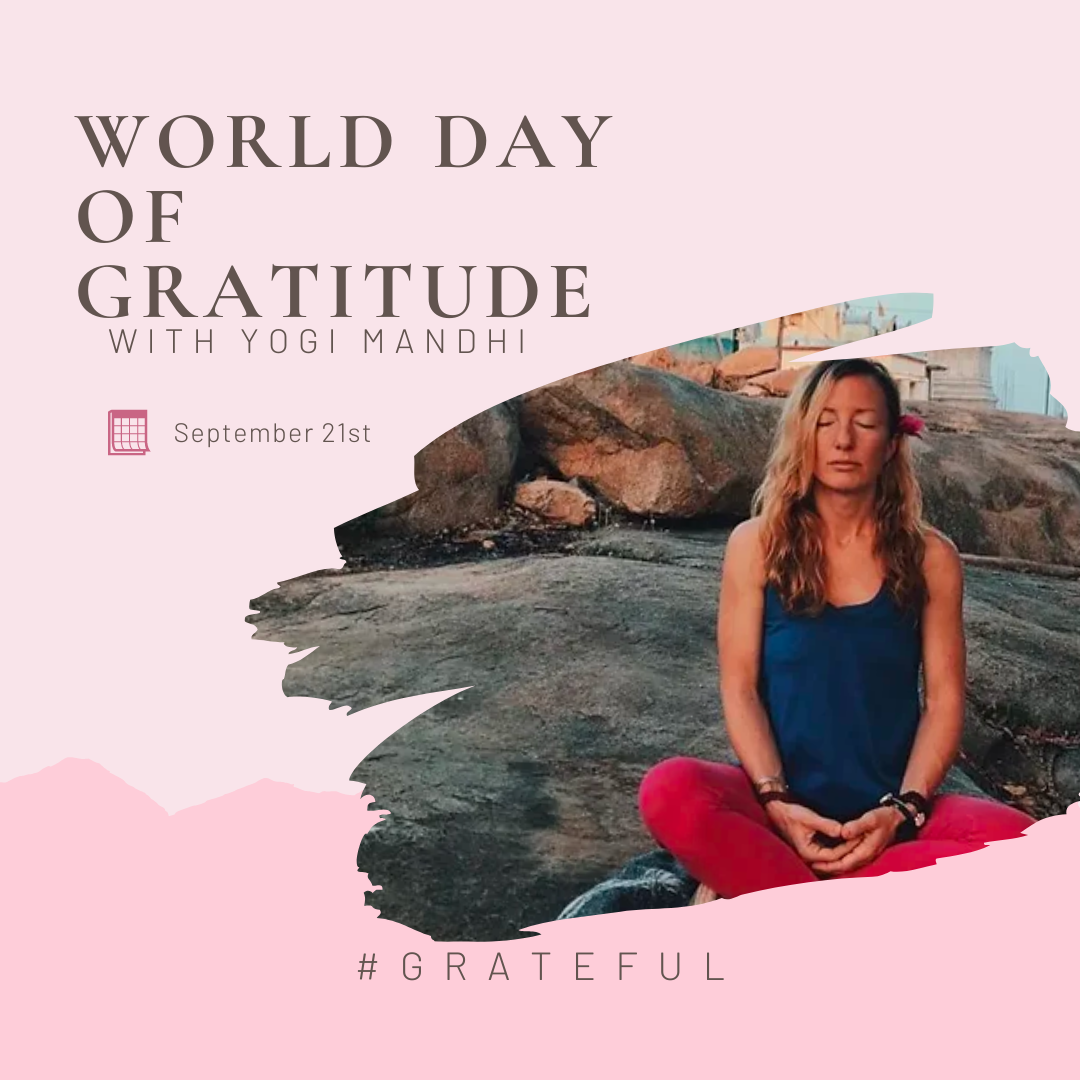 WORLD DAY
OF
GRATITUDE
WITH YOGI MANDHI
September 21st
#GRATEFUL